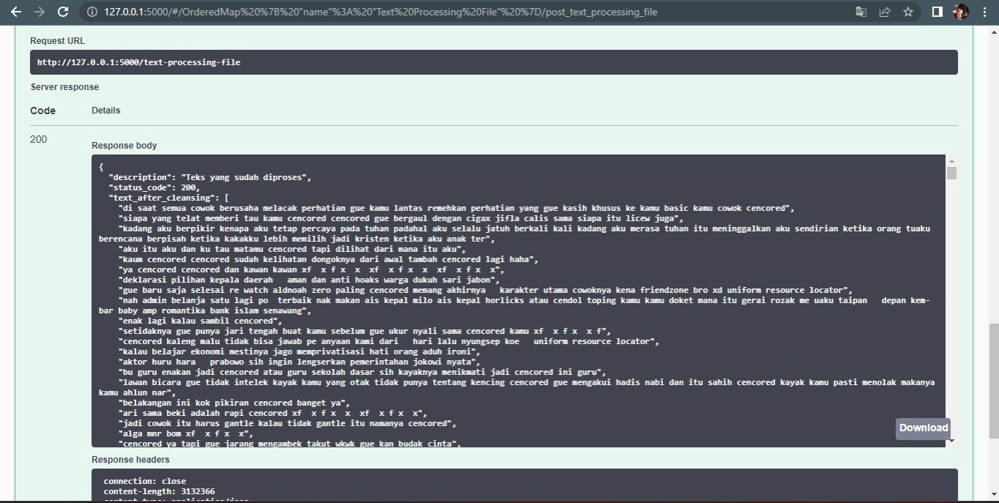 127.0.0.1:5000/#/OrderedMap%20%7B%20"name"%3A%20"Text%20Processing%20File"%20%7D/post_text_processing_file
Request URL
http://127.0.0.1:5000/text-processing-file
Server response
Code Details
200
Response body
{
"description": "Teks yang sudah diproses",
"status_code": 200,
"text_after_cleansing": [
"di saat semua cowok berusaha melacak perhatian gue kamu lantas remehkan perhatian yang gue kasih khusus ke kamu basic kamu cowok cencored",
"siapa yang telat memberi tau kamu cencored cencored gue bergaul dengan cigax jifla calis sama siapa itu licew juga",
"kadang aku berpikir kenapa aku tetap percaya pada tuhan padahal aku selalu jatuh berkali kali kadang aku merasa tuhan itu meninggalkan aku sendirian ketika orang tuaku
berencana berpisah ketika kakakku lebih memilih jadi kristen ketika aku anak ter",
"aku itu aku dan ku tau matamu cencored tapi dilihat dari mana itu aku",
"kaum cencored cencored sudah kelihatan dongoknya dari awal tambah cencored lagi haha",
"ya cencored cencored dan kawan kawan xf  x f x  x  xf  x f x  x  xf  x f x  x",
"deklarasi pilihan kepala daerah   aman dan anti hoaks warga dukuh sari jabon",
"gue baru saja selesai re watch aldnoah zero paling cencored memang akhirnya   karakter utama cowoknya kena friendzone bro xd uniform resource locator",
"nah admin belanja satu lagi po  terbaik nak makan ais kepal milo ais kepal horlicks atau cendol toping kamu kamu doket mana itu gerai rozak me uaku taipan   depan kem-
bar baby amp romantika bank islam senawang",
"enak lagi kalau sambil cencored",
"setidaknya gue punya jari tengah buat kamu sebelum gue ukur nyali sama cencored kamu xf  x f x  x f",
"cencored kaleng malu tidak bisa jawab pe anyaan kami dari   hari lalu nyungsep koe   uniform resource locator",
"kalau belajar ekonomi mestinya jago memprivatisasi hati orang aduh ironi",
"aktor huru hara   prabowo sih ingin lengserkan pemerintahan jokowi nyata",
"bu guru enakan jadi cencored atau guru sekolah dasar sih kayaknya menikmati jadi cencored ini guru",
"lawan bicara gue tidak intelek kayak kamu yang otak tidak punya tentang kencing cencored gue mengakui hadis nabi dan itu sahih cencored kayak kamu pasti menolak makanya
kamu ahlun nar",
"belakangan ini kok pikiran cencored banget ya",
"ari sama beki adalah rapi cencored xf  x f x  x  xf  x f x  x",
"jadi cowok itu harus gantle kalau tidak gantle itu namanya cencored",
"alga mnr bom xf  x f x  x",
"cencored ya tapi gue jarang mengambek takut wkwk gue kan budak cinta",
Download
Response headers
connection: close
content-length: 3132366
content-type: application/json